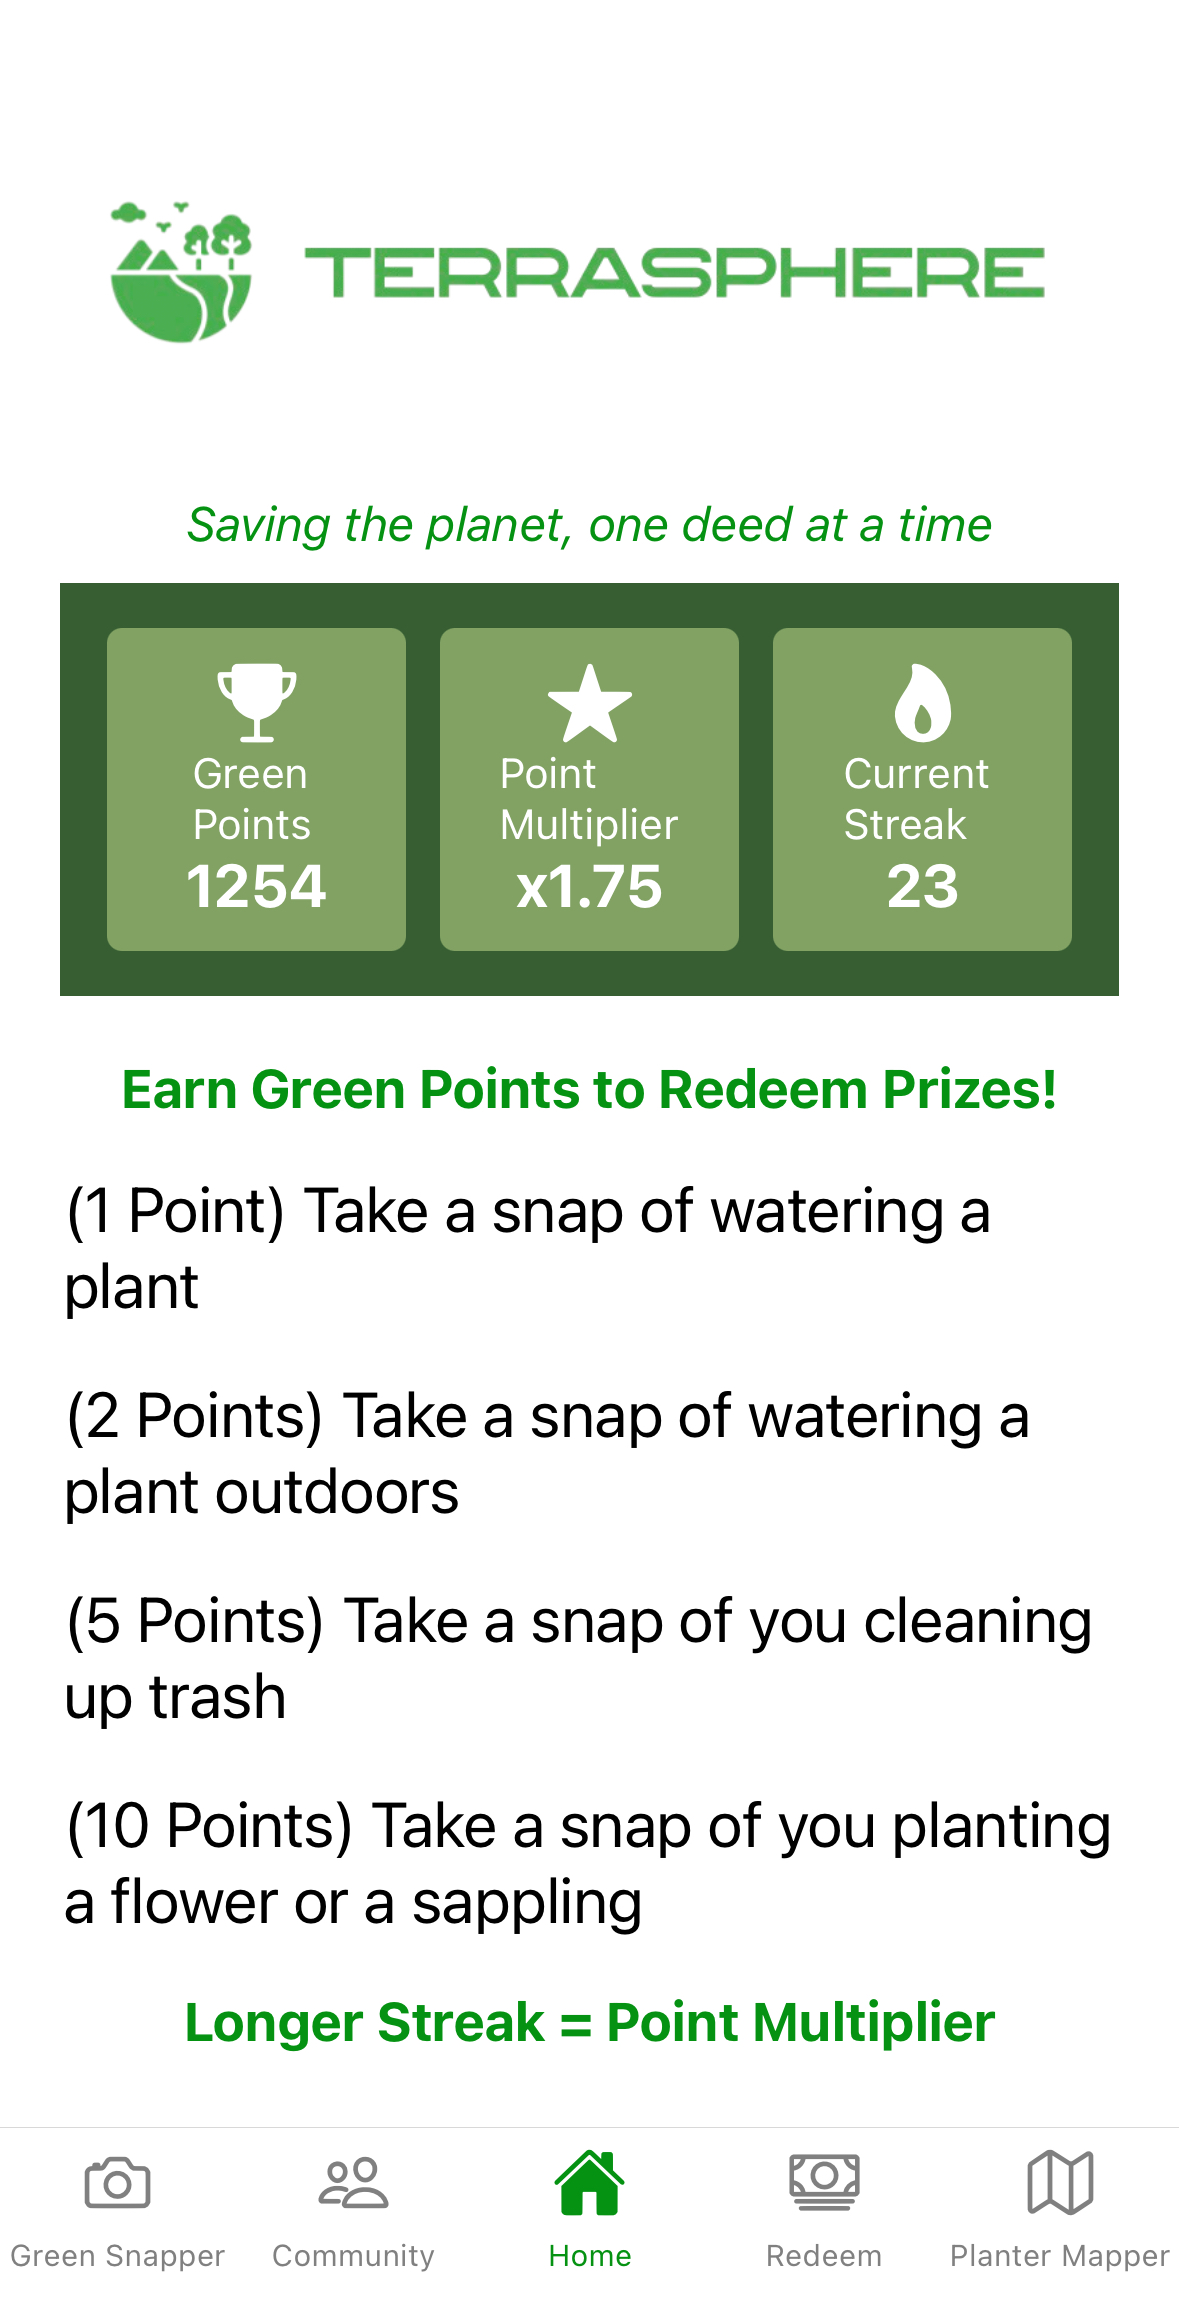 TERRASPHERE
Saving the planet, one deed at a time
Green
Points
1254
Point
Multiplier
x1.75
Current
Streak
23
Earn Green Points to Redeem Prizes!
(1 Point) Take a snap of watering a
plant
(2 Points) Take a snap of watering a
plant outdoors
(5 Points) Take a snap of you cleaning
up trash
(10 Points) Take a snap of you planting
a flower or a sappling
Longer Streak = Point Multiplier
Green Snapper
Community
Home
Redeem
Planter Mapper